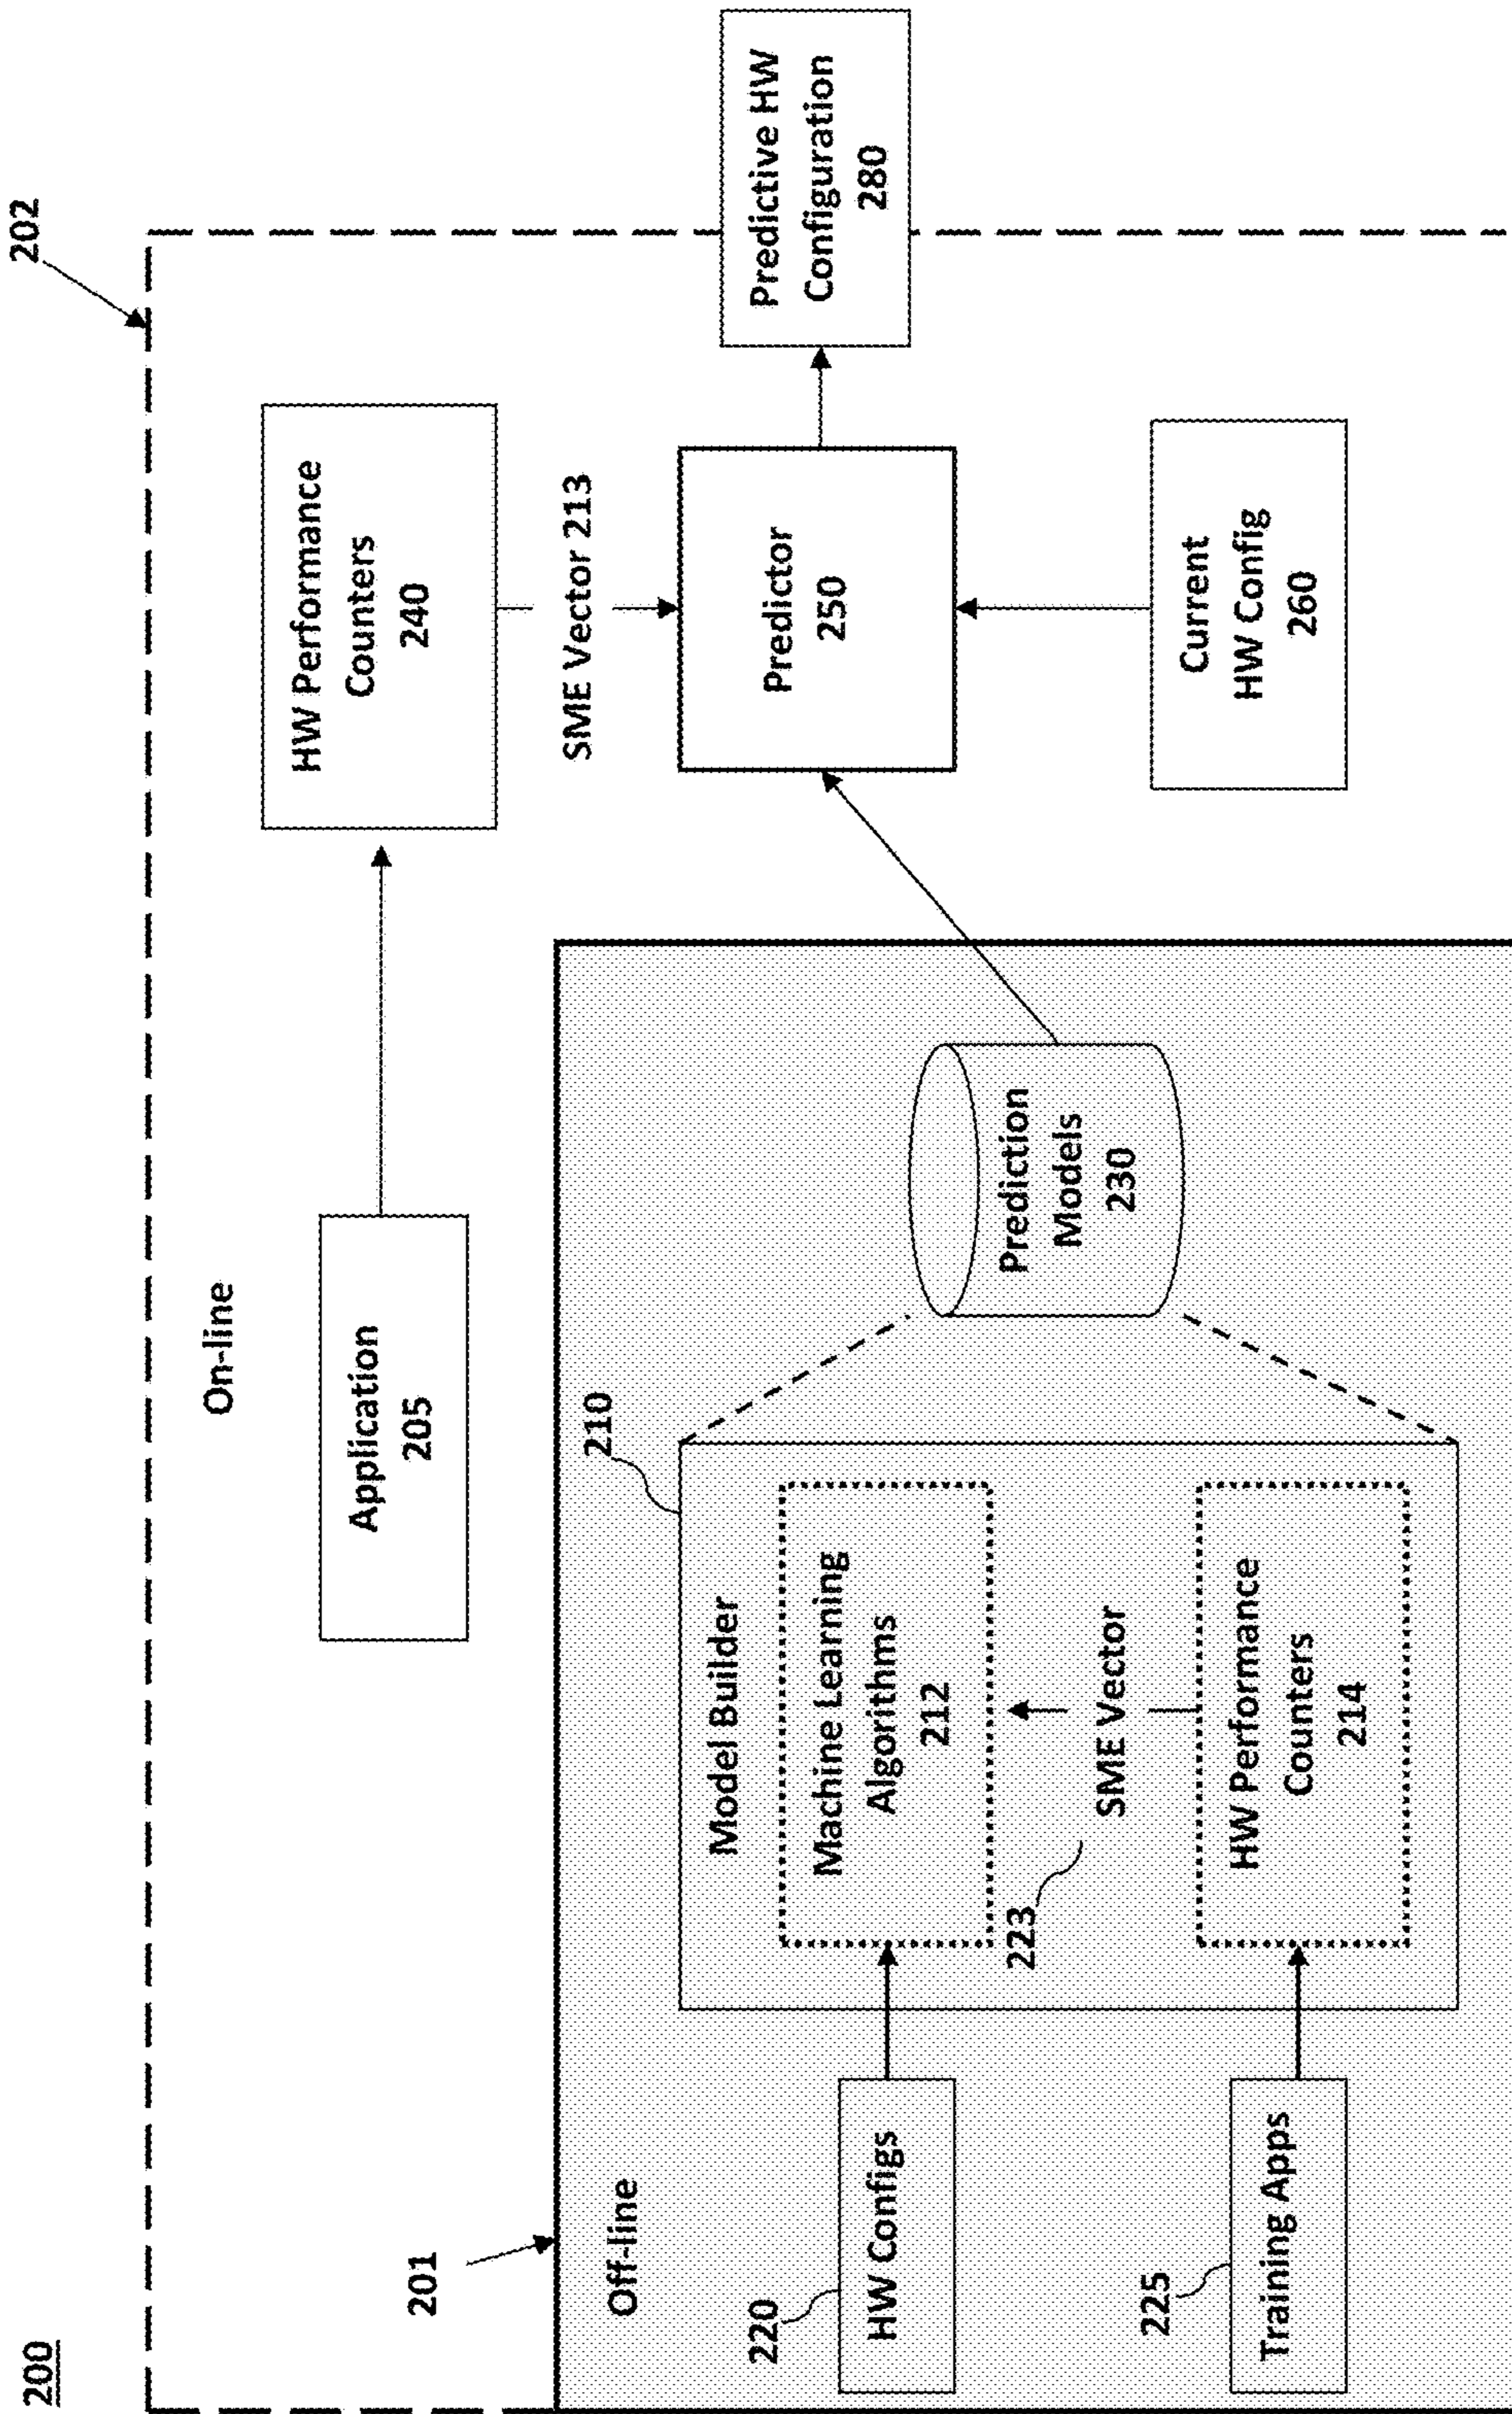 200
202
On-line
Application
205
HW Performance
Counters
240
SME Vector 213
Predictor
250
Predictive HW
Configuration
280
Current
HW Config
260
201
Off-line
210
Model Builder
Machine Learning
Algorithms
212
223
SME Vector
HW Performance
Counters
214
220
HW Configs
225
Training Apps
Prediction
Models
230